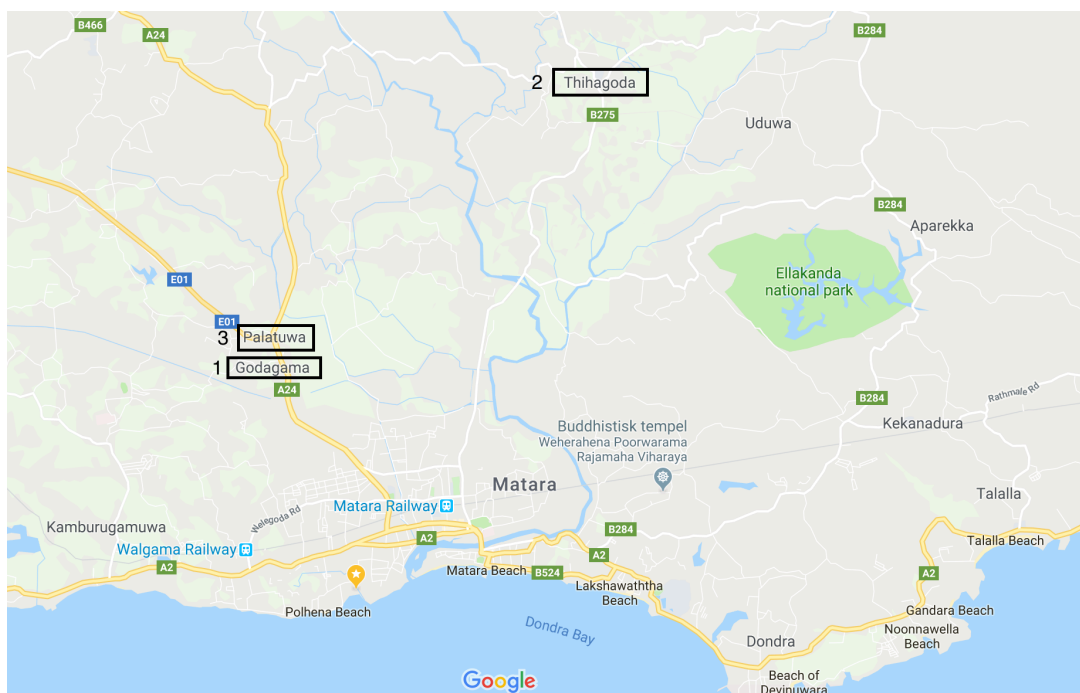 B466
A24
B284
2 Thihagoda
B275
Uduwa
B284
Aparekka
E01
Ellakanda
national park
E01
3 Palatuwa
1 Godagama
A24
B284
Rathmale Rd
Kekanadura
Buddhistisk tempel
Weherahena Poorwarama
Rajamaha Viharaya
Matara
Talalla
Matara Railway
Welegoda Rd
Kamburugamuwa
B284
A2
Talalla Beach
Walgama Railway
A2
A2
Matara Beach
B524
A2
Lakshawaththa
Beach
Polhena Beach
Gandara Beach
Dondra Bay
Noonnawella
Beach
Dondra
Google
Beach of
Devinuwara